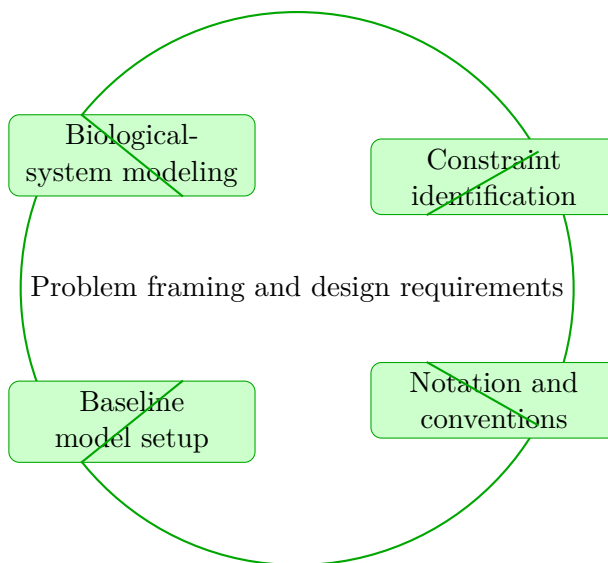 Biological-
system modeling
Constraint
identification
Problem framing and design requirements
Baseline
model setup
Notation and
conventions